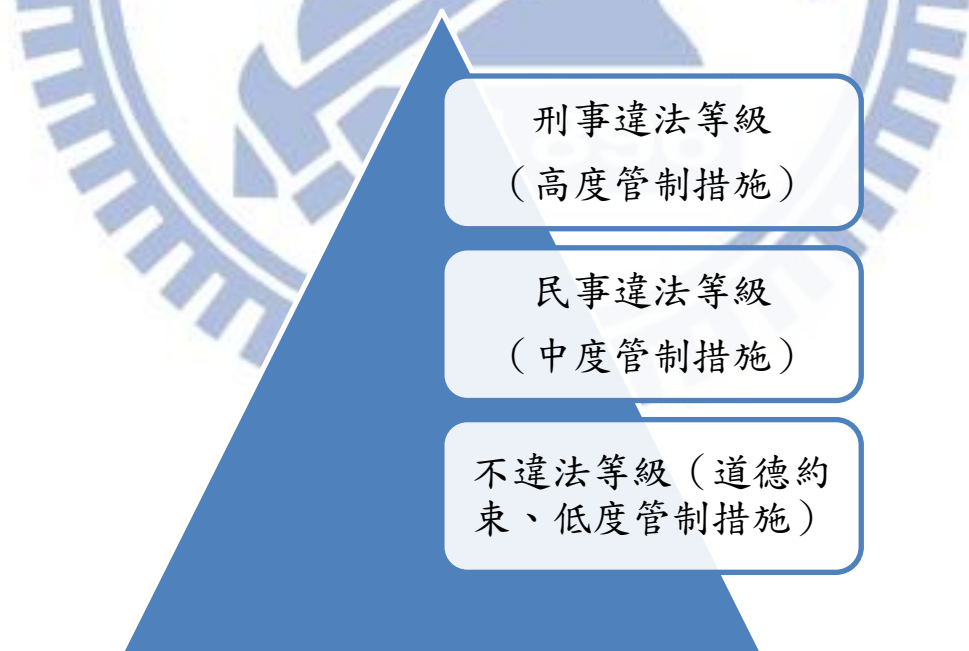 刑事違法等級
（高度管制措施）
民事違法等級
（中度管制措施）
不違法等級（道德約
束、低度管制措施）